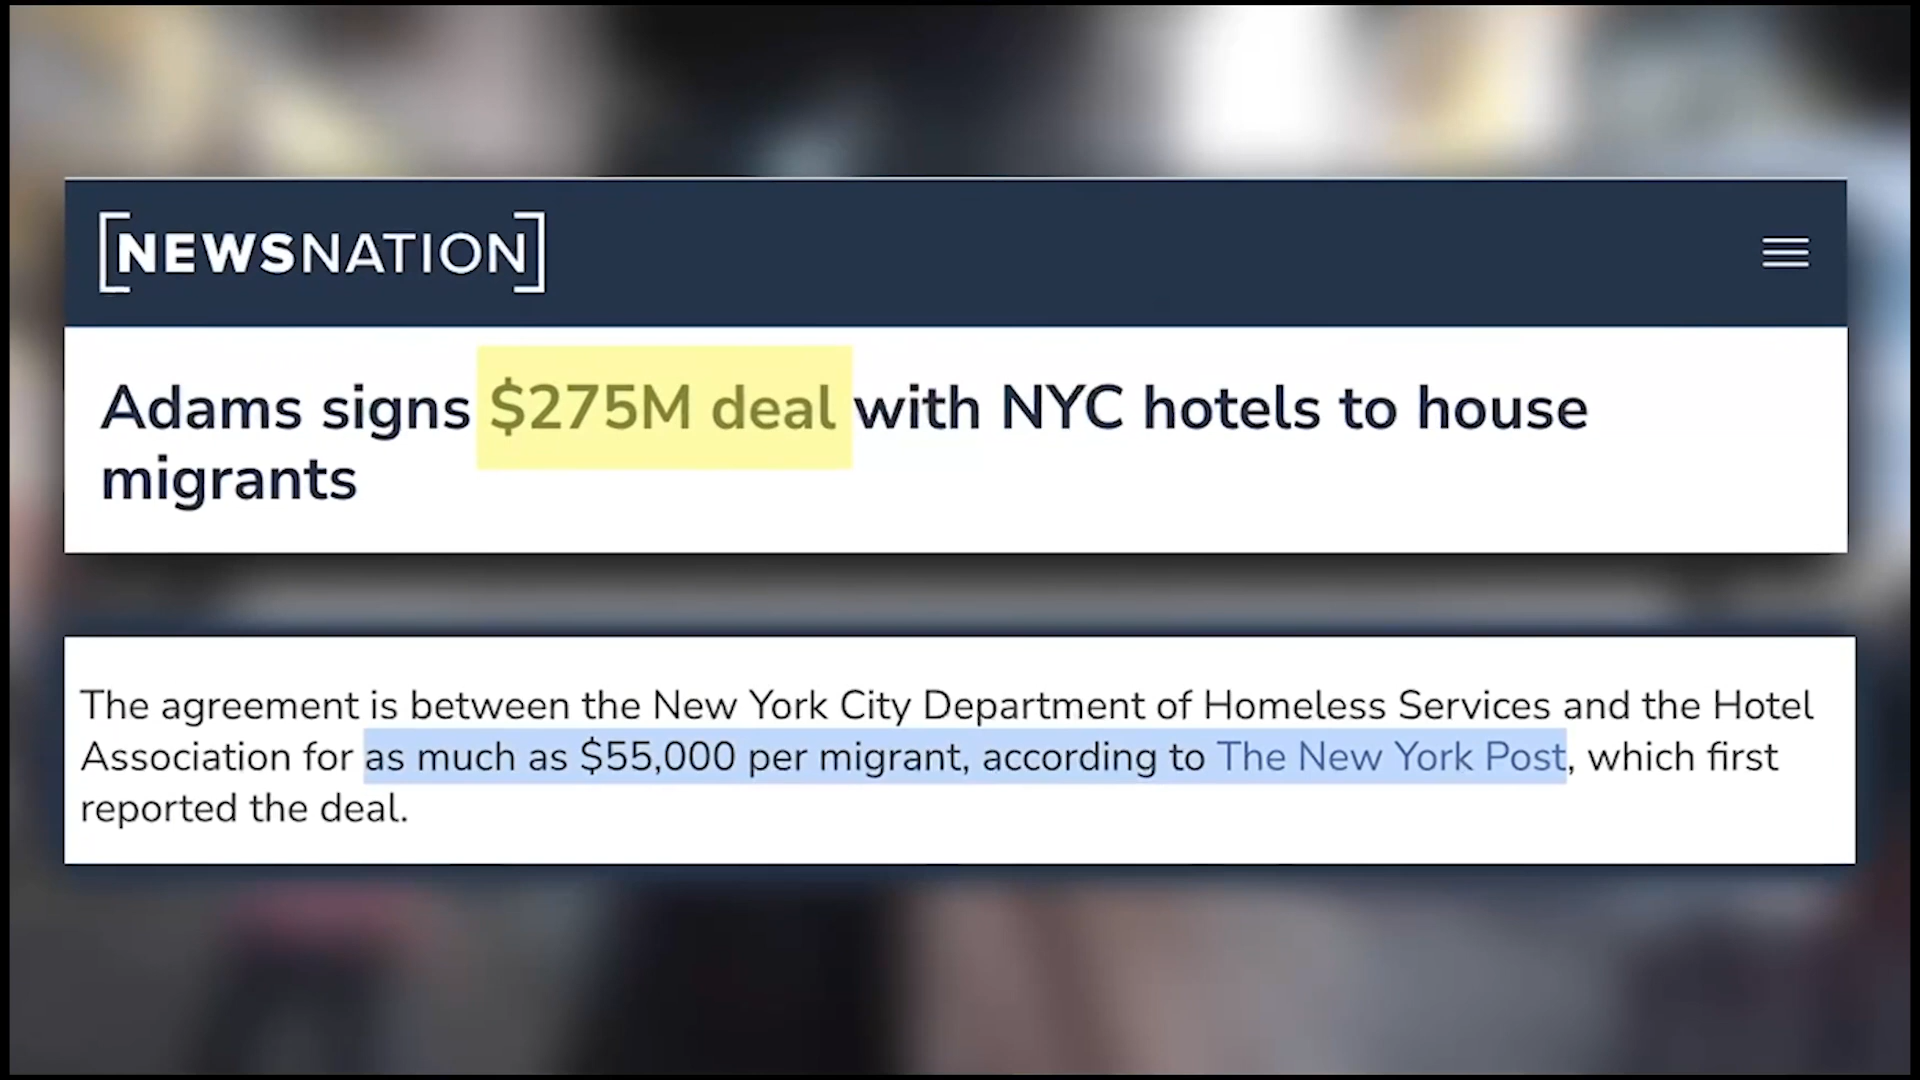 [NEWSNATION]
Adams signs $275M deal with NYC hotels to house
migrants
The agreement is between the New York City Department of Homeless Services and the Hotel
Association for as much as $55,000 per migrant, according to The New York Post, which first
reported the deal.